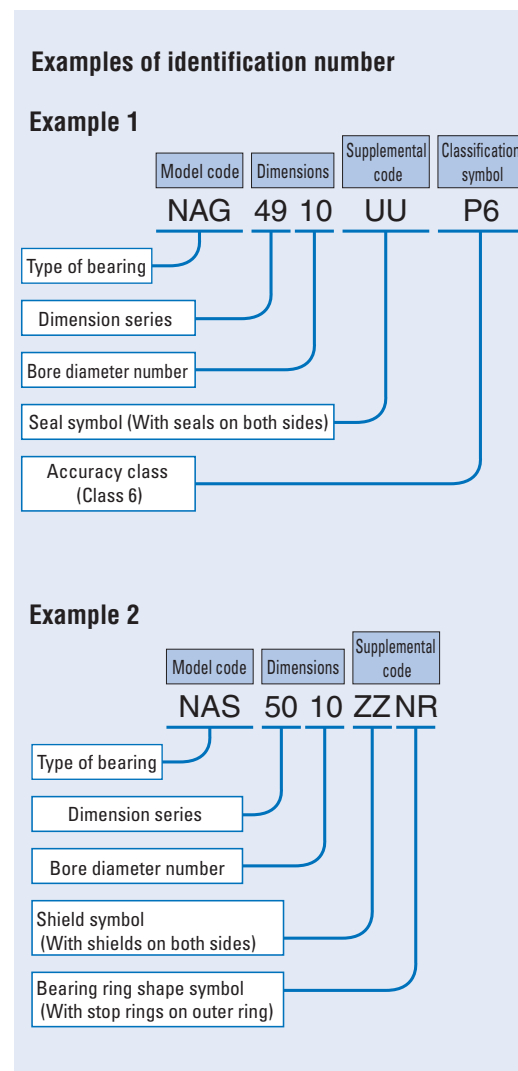 Examples of identification number
Example 1
Model code Dimensions Supplemental code Classification symbol
NAG 49 10 UU P6
Type of bearing
Dimension series
Bore diameter number
Seal symbol (With seals on both sides)
Accuracy class
(Class 6)
Example 2
Model code Dimensions Supplemental code
NAS 50 10 ZZ NR
Type of bearing
Dimension series
Bore diameter number
Shield symbol
(With shields on both sides)
Bearing ring shape symbol
(With stop rings on outer ring)